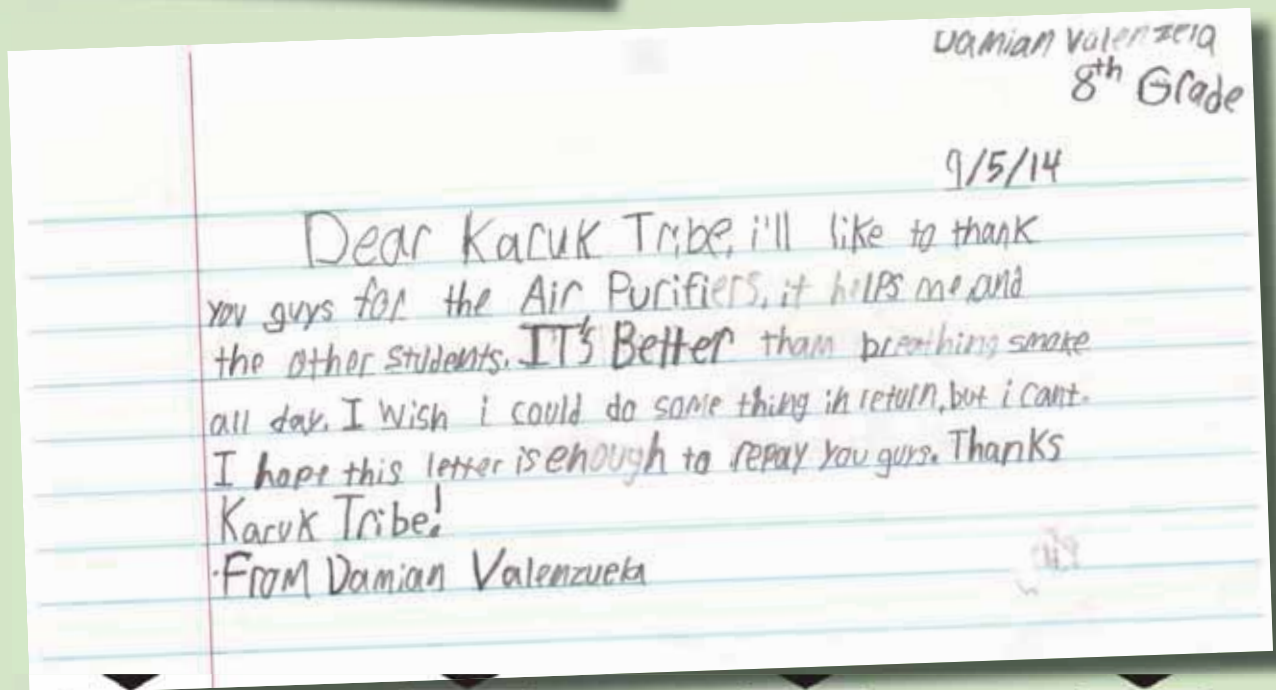 Damian Valenzela
8th Grade
9/5/14
Dear Karuk Tribe, i'll like to thank
you guys for the Air Purifiers, it helps me and
the other students. IT's Better tham breathing smoke
all day. I Wish i could do some thing in return, but i cant.
I hope this letter is enough to repay you guys. Thanks
Karuk Tribe!
From Damian Valenzuela